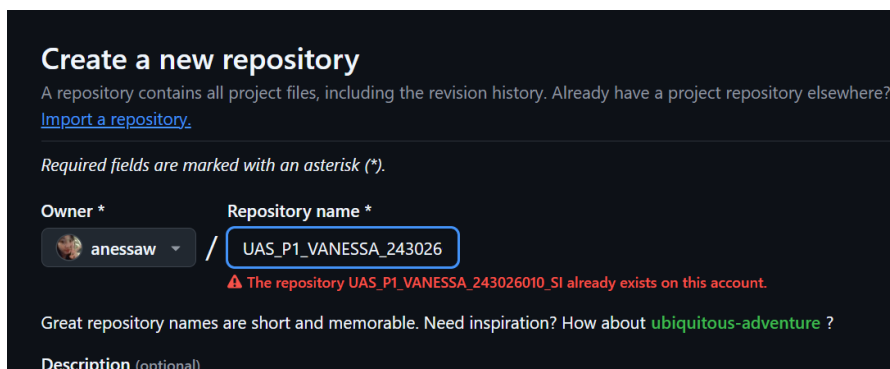 Create a new repository
A repository contains all project files, including the revision history. Already have a project repository elsewhere?
Import a repository.
Required fields are marked with an asterisk (*).
Owner * Repository name *
anessaw / UAS_P1_VANESSA_243026
The repository UAS_P1_VANESSA_243026010_SI already exists on this account.
Great repository names are short and memorable. Need inspiration? How about ubiquitous-adventure ?
Description (optional)